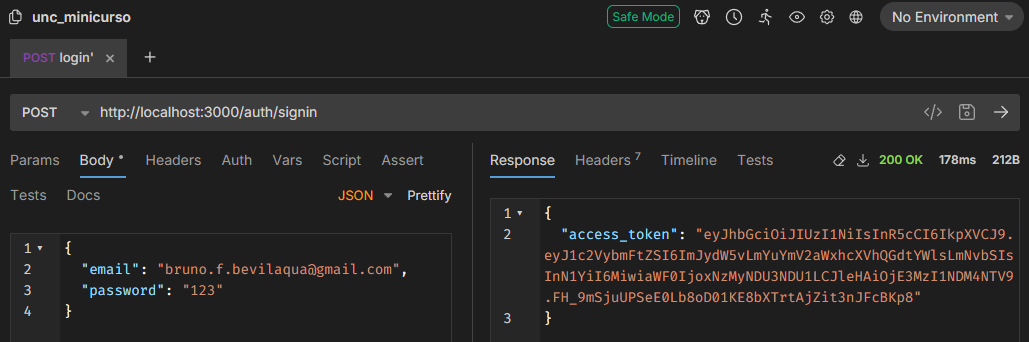 unc_minicurso
Safe Mode
No Environment
POST login'
POST http://localhost:3000/auth/signin
Params Body Headers Auth Vars Script Assert
Tests Docs
JSON Prettify
1 {
2 "email": "bruno.f.bevilaqua@gmail.com",
3 "password": "123"
4 }
Response Headers 7 Timeline Tests 200 OK 178ms 212B
1 {
2 "access_token": "eyJhbGciOiJIUzI1NiIsInR5cCI6IkpXVCJ9.
eyJ1c2VybmFtZSI6ImJydW5vLmYuYmV2aWxhcXVhQGdtYWlsLmNvbSIs
InN1YiI6MiwiaWF0IjoxNzMyNDU3NDU1LCJleHAiOjE3MzI1NDM4NTV9
.FH_9mSjuUPSeE0Lb8oD01KE8bXTrtAjZit3nJFcBKp8"
3 }